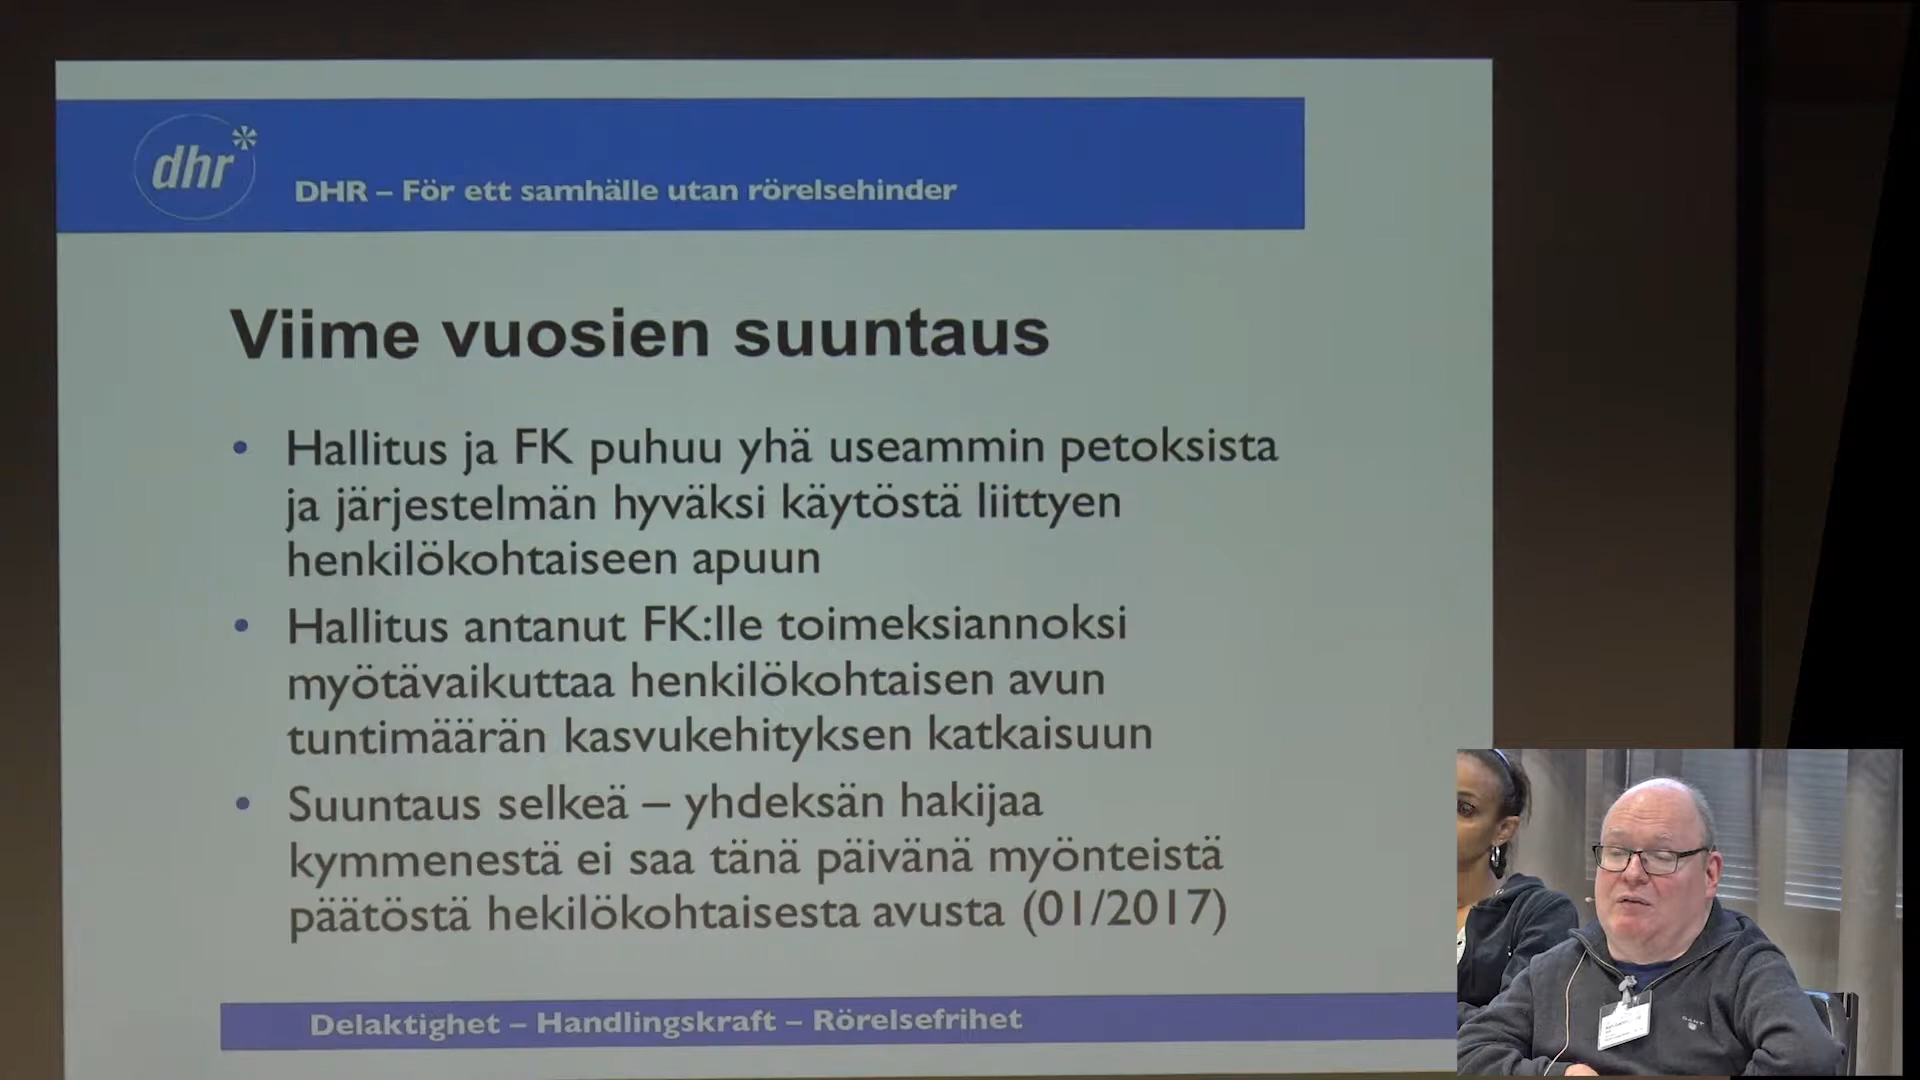 dhr
DHR – För ett samhälle utan rörelsehinder
Viime vuosien suuntaus
• Hallitus ja FK puhuu yhä useammin petoksista
ja järjestelmän hyväksi käytöstä liittyen
henkilökohtaiseen apuun
• Hallitus antanut FK:lle toimeksiannoksi
myötävaikuttaa henkilökohtaisen avun
tuntimäärän kasvukehityksen katkaisuun
• Suuntaus selkeä – yhdeksän hakijaa
kymmenestä ei saa tänä päivänä myönteistä
päätöstä hekilökohtaisesta avusta (01/2017)
Delaktighet – Handlingskraft – Rörelsefrihet
GANT